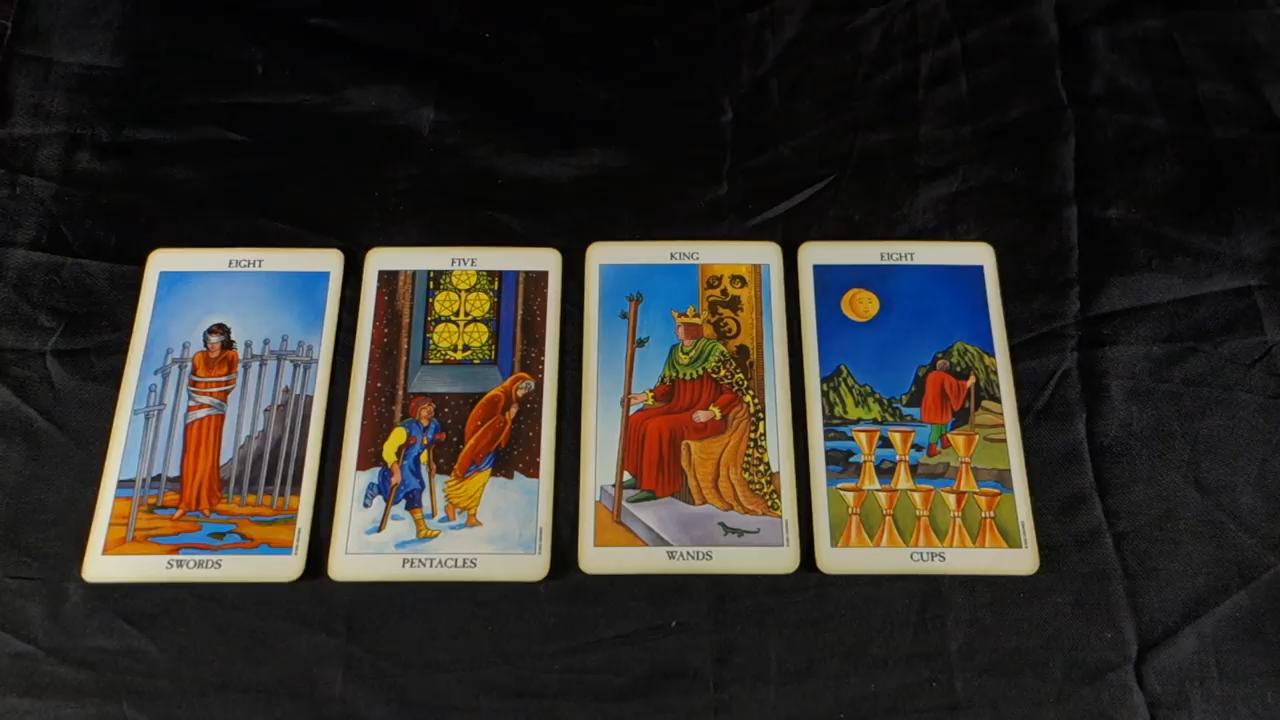 EIGHT
SWORDS
FIVE
PENTACLES
KING
WANDS
EIGHT
CUPS